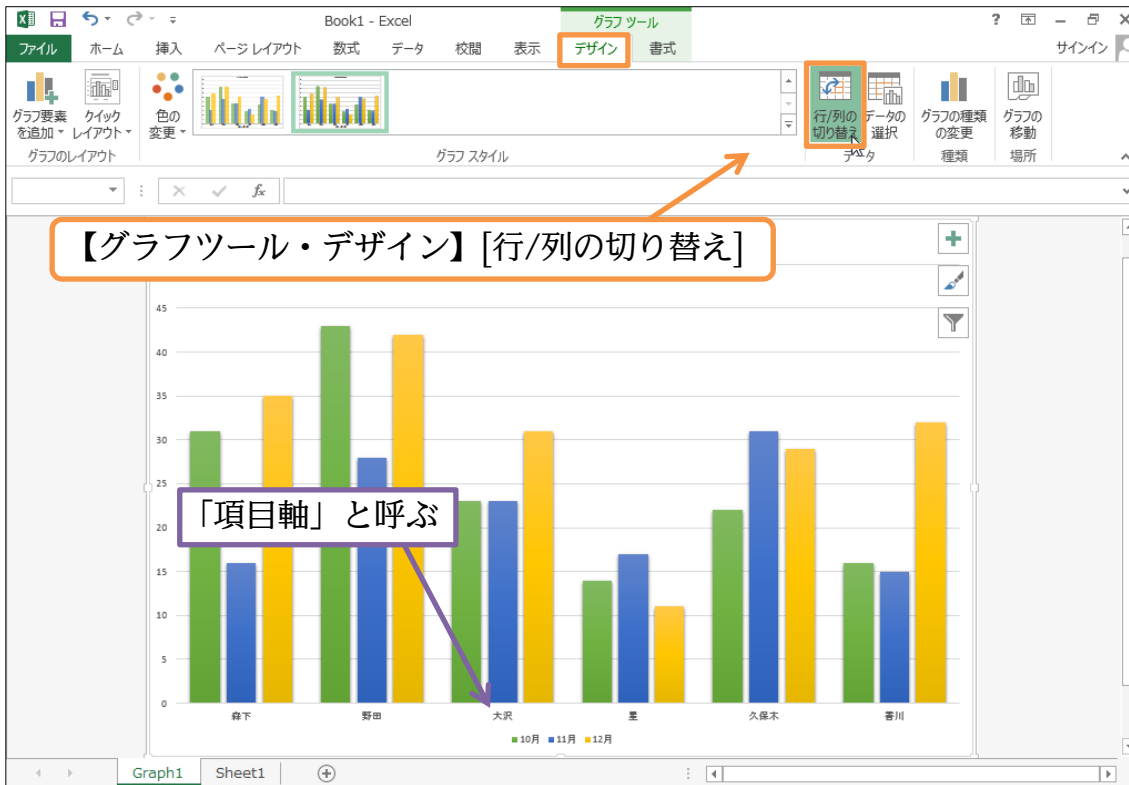 Book1 - Excel
グラフ ツール
?
ファイル ホーム 挿入 ページ レイアウト 数式 データ 校閲 表示 デザイン 書式 サインイン
グラフ要素を追加
クイックレイアウト
色の変更
行/列の切り替え
データの選択
グラフの種類の変更
グラフの移動
グラフのレイアウト グラフ スタイル データ 種類 場所
fx
【グラフツール・デザイン】[行/列の切り替え]
45
40
35
30
25
「項目軸」と呼ぶ
20
15
10
5
0
森下 野田 大沢 星 久保木 香川
10月 11月 12月
Graph1 Sheet1